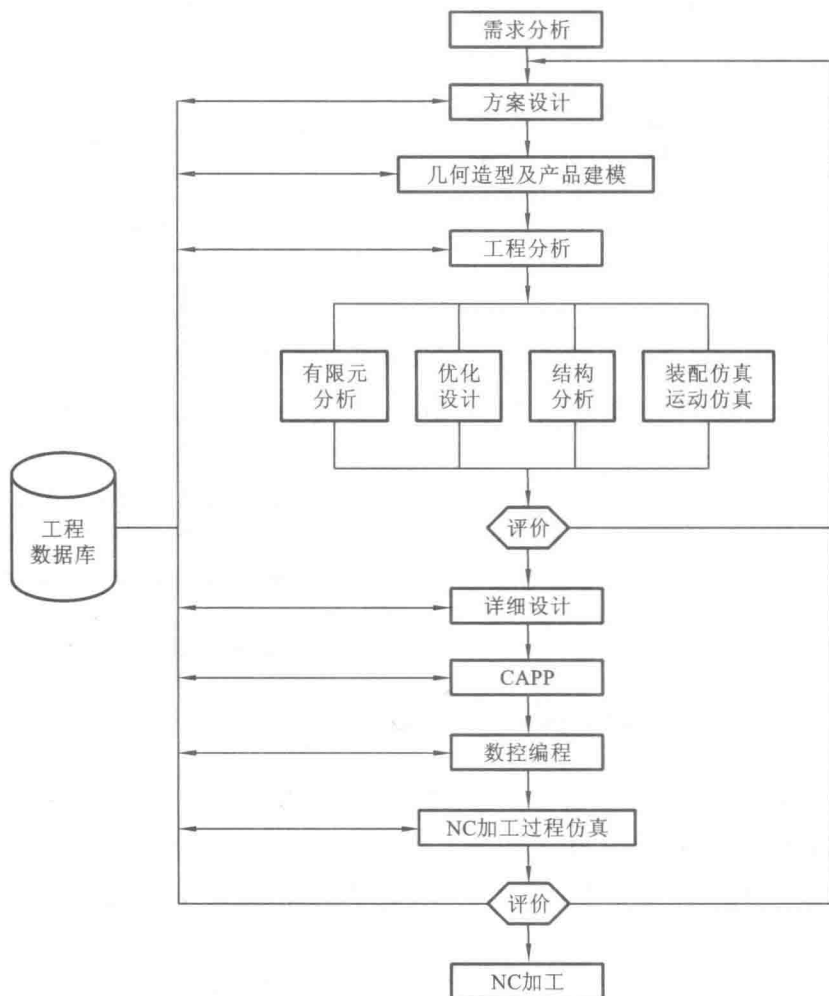 需求分析
方案设计
几何造型及产品建模
工程分析
有限元
分析
优化
设计
结构
分析
装配仿真
运动仿真
工程
数据库
评价
详细设计
CAPP
数控编程
NC加工过程仿真
评价
NC加工